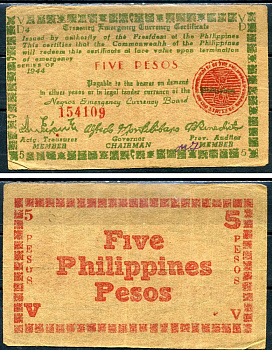 Treasury Emergency Currency Certificate
Issued by authority of the President of the Philippines
This certifies that the Commonwealth of the Philippines
will redeem this certificate at face value upon termination
of emergency
SERIES OF
1944
FIVE PESOS
Payable to the bearer on demand
in silver pesos or in legal tender currency of the
Negros Emergency Currency Board
154109
Actg. Treasurer
MEMBER
Governor
CHAIRMAN
Prov. Auditor
MEMBER
5
PESOS
V
Five
Philippines
Pesos
5
PESOS
V